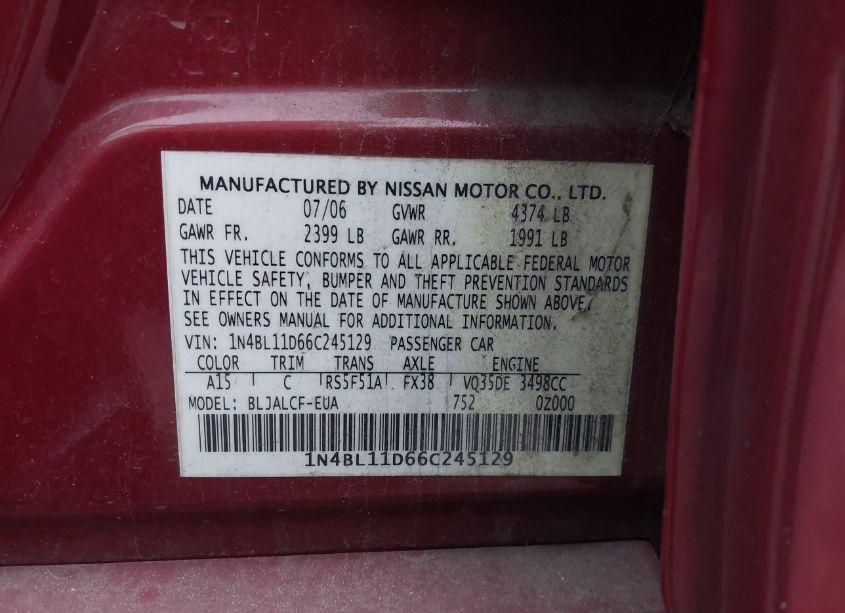 MANUFACTURED BY NISSAN MOTOR CO., LTD.
DATE 07/06 GVWR 4374 LB
GAWR FR. 2399 LB GAWR RR. 1991 LB
THIS VEHICLE CONFORMS TO ALL APPLICABLE FEDERAL MOTOR
VEHICLE SAFETY, BUMPER AND THEFT PREVENTION STANDARDS
IN EFFECT ON THE DATE OF MANUFACTURE SHOWN ABOVE.
SEE OWNERS MANUAL FOR ADDITIONAL INFORMATION.
VIN: 1N4BL11D66C245129 PASSENGER CAR
COLOR TRIM TRANS AXLE ENGINE
A15 C RS5F51A FX38 VQ35DE 3498CC
MODEL: BLJALCF-EUA 752 0Z000
1N4BL11D66C245129